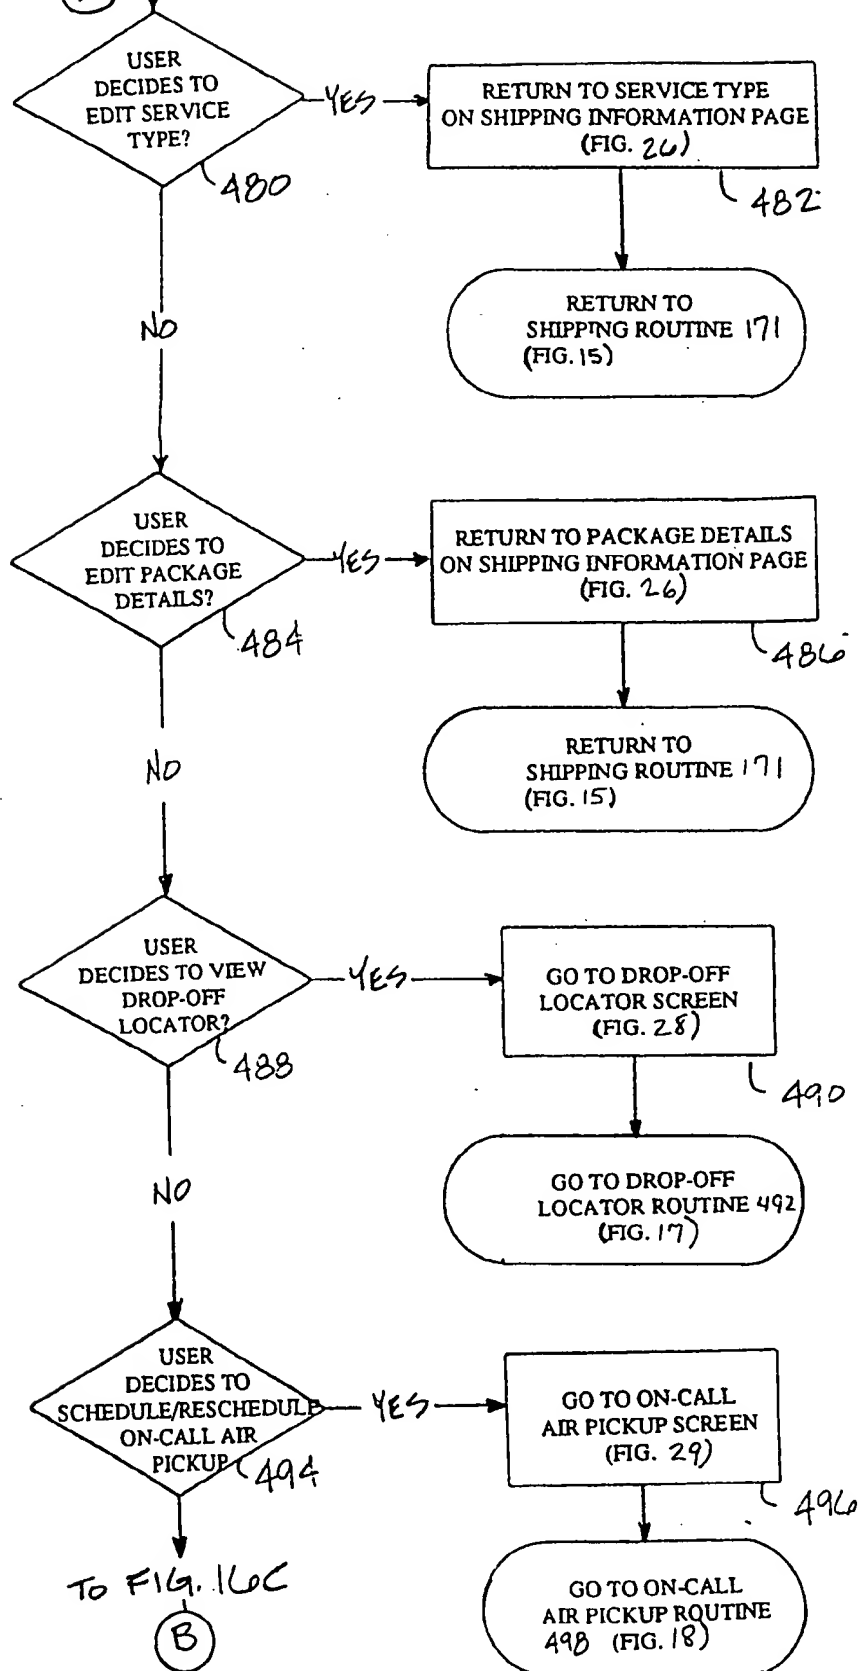 USER
DECIDES TO
EDIT SERVICE
TYPE?
YES
RETURN TO SERVICE TYPE
ON SHIPPING INFORMATION PAGE
(FIG. 26)
480
482
NO
RETURN TO
SHIPPING ROUTINE 171
(FIG. 15)
USER
DECIDES TO
EDIT PACKAGE
DETAILS?
YES
RETURN TO PACKAGE DETAILS
ON SHIPPING INFORMATION PAGE
(FIG. 26)
484
486
NO
RETURN TO
SHIPPING ROUTINE 171
(FIG. 15)
USER
DECIDES TO VIEW
DROP-OFF
LOCATOR?
YES
GO TO DROP-OFF
LOCATOR SCREEN
(FIG. 28)
488
490
NO
GO TO DROP-OFF
LOCATOR ROUTINE 492
(FIG. 17)
USER
DECIDES TO
SCHEDULE/RESCHEDULE
ON-CALL AIR
PICKUP
YES
GO TO ON-CALL
AIR PICKUP SCREEN
(FIG. 29)
494
496
TO FIG. 16C
B
GO TO ON-CALL
AIR PICKUP ROUTINE
498 (FIG. 18)